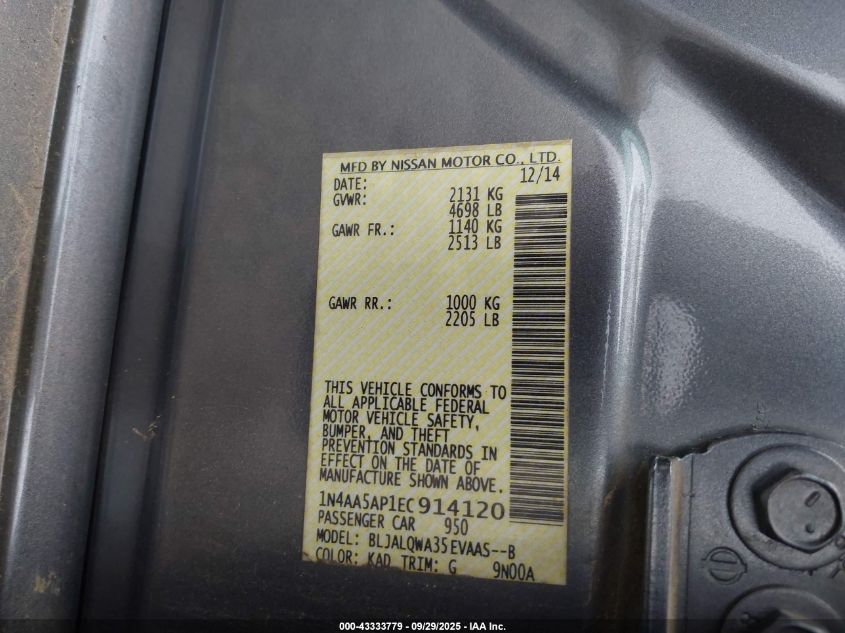 MFD BY NISSAN MOTOR CO., LTD.
DATE: 12/14
GVWR: 2131 KG
4698 LB
GAWR FR.: 1140 KG
2513 LB
GAWR RR.: 1000 KG
2205 LB
THIS VEHICLE CONFORMS TO
ALL APPLICABLE FEDERAL
MOTOR VEHICLE SAFETY,
BUMPER, AND THEFT
PREVENTION STANDARDS IN
EFFECT ON THE DATE OF
MANUFACTURE SHOWN ABOVE.
1N4AA5AP1EC914120
PASSENGER CAR 950
MODEL: BLJALQWA35EVAAS--B
COLOR: KAD TRIM: G 9N00A
000-43333779 - 09/29/2025 - IAA Inc.